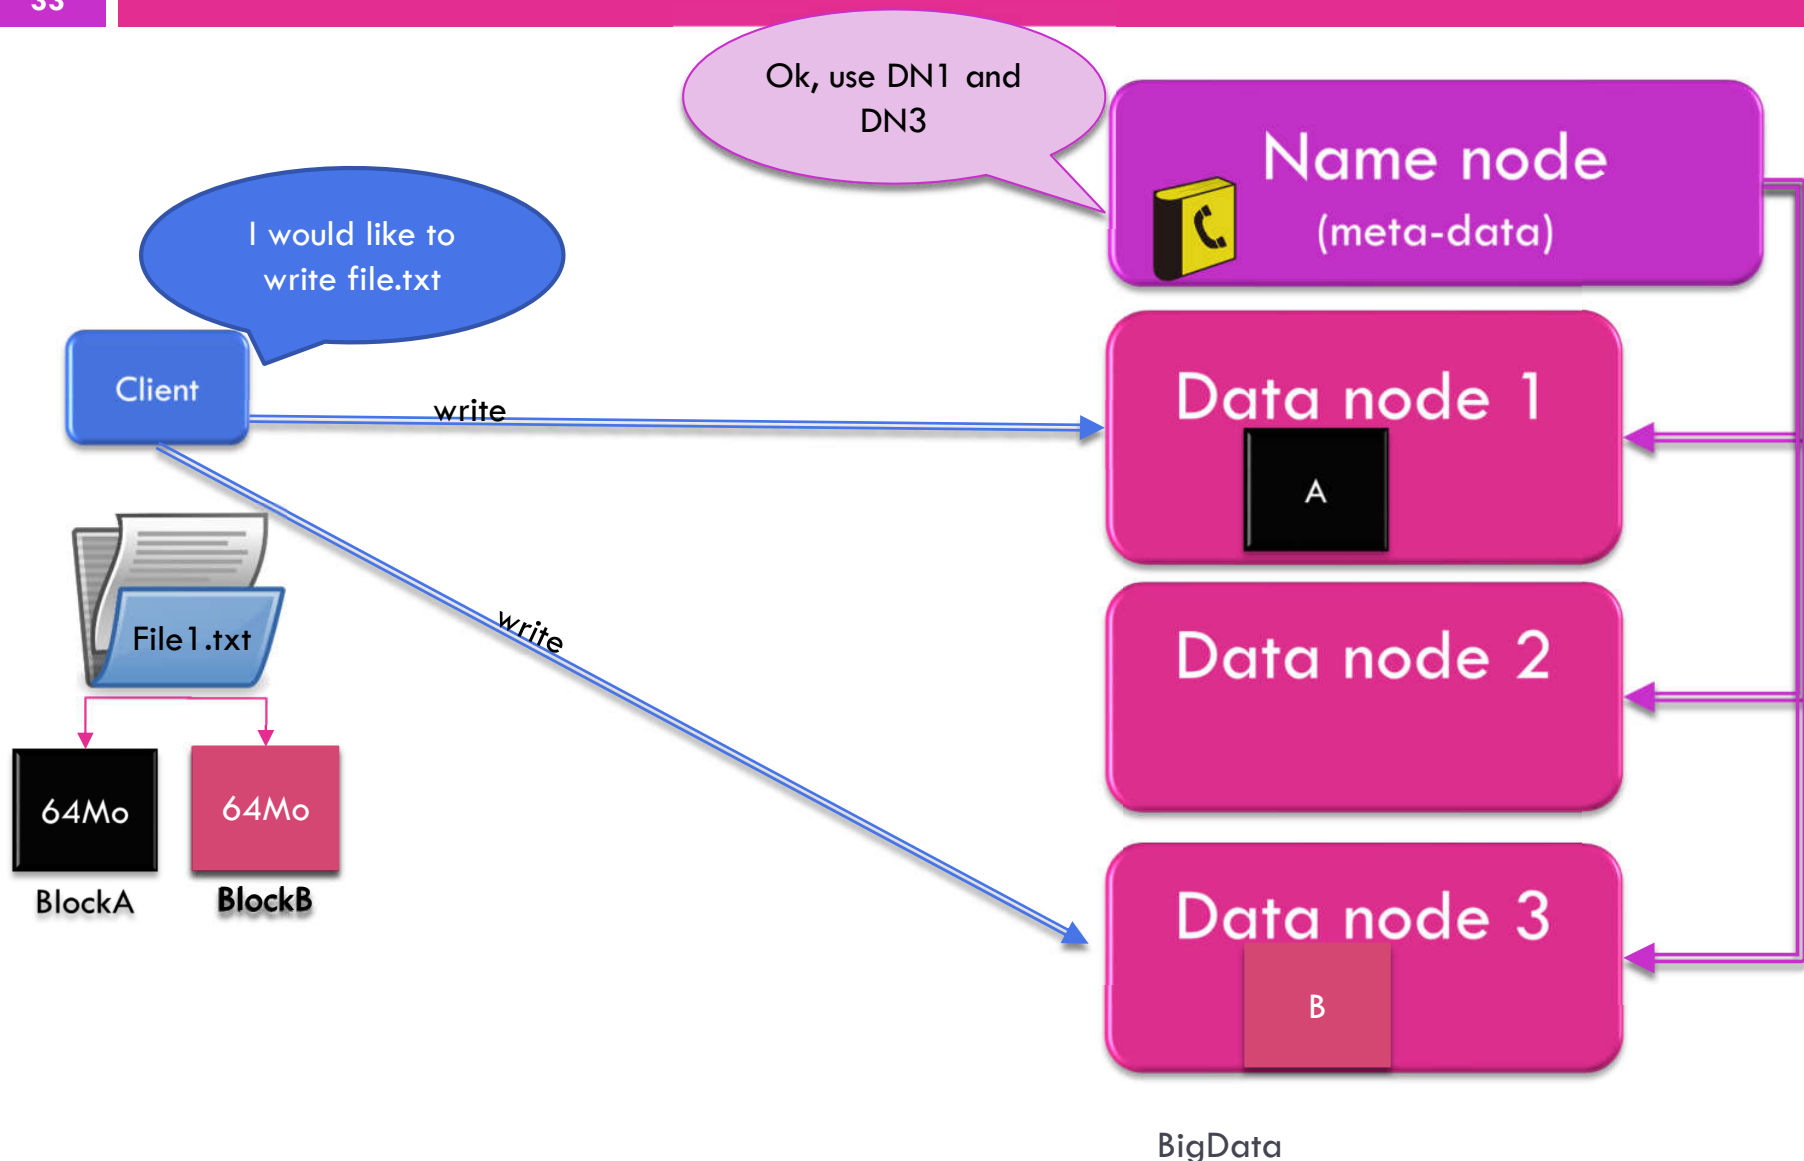 33
Ok, use DN1 and
DN3
Name node
(meta-data)
I would like to
write file.txt
Client
write
Data node 1
A
write
File1.txt
Data node 2
64Mo
64Mo
BlockA
BlockB
Data node 3
B
BigData